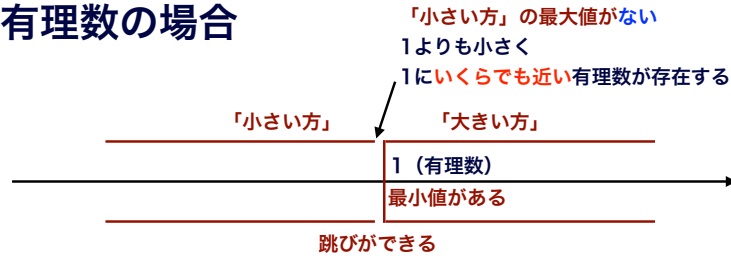 有理数の場合
「小さい方」の最大値がない
1よりも小さく
1にいくらでも近い有理数が存在する
「小さい方」
「大きい方」
1（有理数）
最小値がある
跳びができる